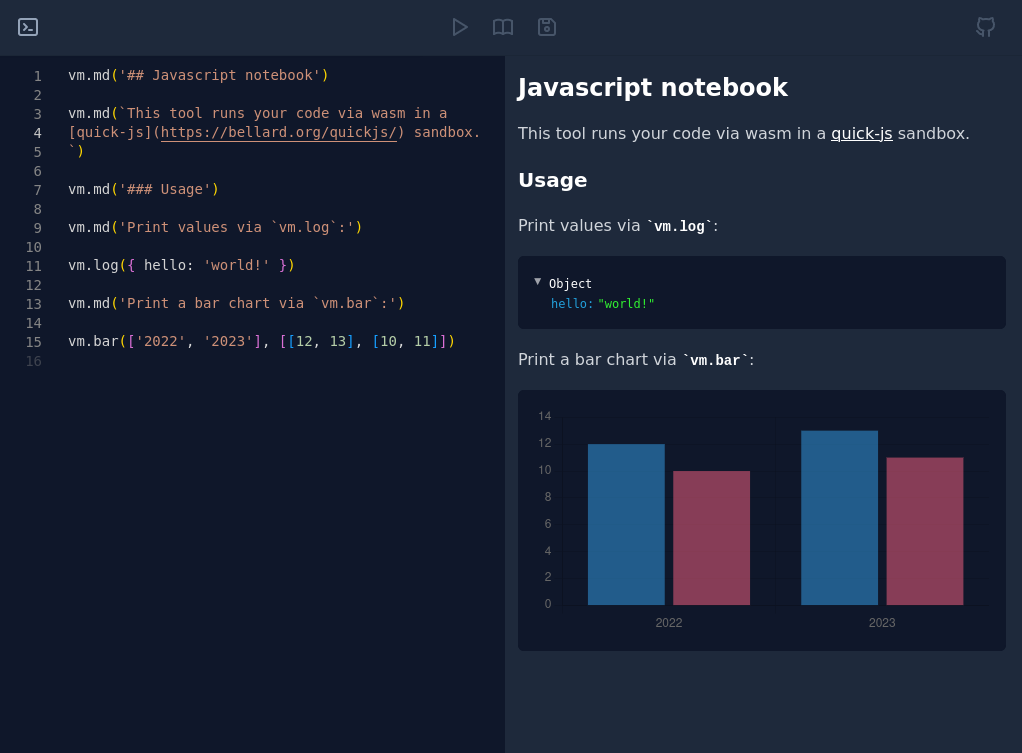 1 vm.md('## Javascript notebook')
2
3 vm.md(`This tool runs your code via wasm in a
4 [quick-js](https://bellard.org/quickjs/) sandbox.
5 `)
6
7 vm.md('### Usage')
8
9 vm.md('Print values via `vm.log`:')
10
11 vm.log({ hello: 'world!' })
12
13 vm.md('Print a bar chart via `vm.bar`:')
14
15 vm.bar(['2022', '2023'], [[12, 13], [10, 11]])
16
Javascript notebook
This tool runs your code via wasm in a quick-js sandbox.
Usage
Print values via `vm.log`:
▼ Object
hello: "world!"
Print a bar chart via `vm.bar`:
14
12
10
8
6
4
2
0
2022 2023